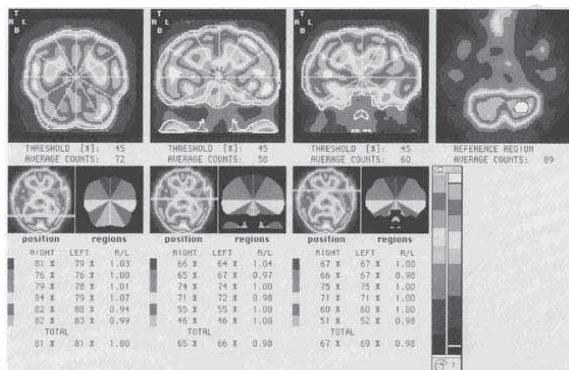 T
R L
B
T
R L
B
T
R L
B
THRESHOLD [%]: 45
AVERAGE COUNTS: 72
THRESHOLD [%]: 45
AVERAGE COUNTS: 58
THRESHOLD [%]: 45
AVERAGE COUNTS: 60
REFERENCE REGION
AVERAGE COUNTS: 89
position regions
position regions
position regions
RIGHT LEFT R/L
81 % 79 % 1.03
76 % 76 % 1.00
79 % 78 % 1.01
84 % 79 % 1.07
82 % 88 % 0.94
82 % 83 % 0.99
TOTAL
81 % 81 % 1.00
RIGHT LEFT R/L
66 % 64 % 1.04
65 % 67 % 0.97
74 % 74 % 1.00
71 % 72 % 0.98
55 % 55 % 1.00
46 % 46 % 1.00
TOTAL
65 % 66 % 0.98
RIGHT LEFT R/L
67 % 67 % 1.00
66 % 67 % 0.98
75 % 75 % 1.00
71 % 71 % 1.00
60 % 60 % 1.00
51 % 52 % 0.98
TOTAL
67 % 69 % 0.98